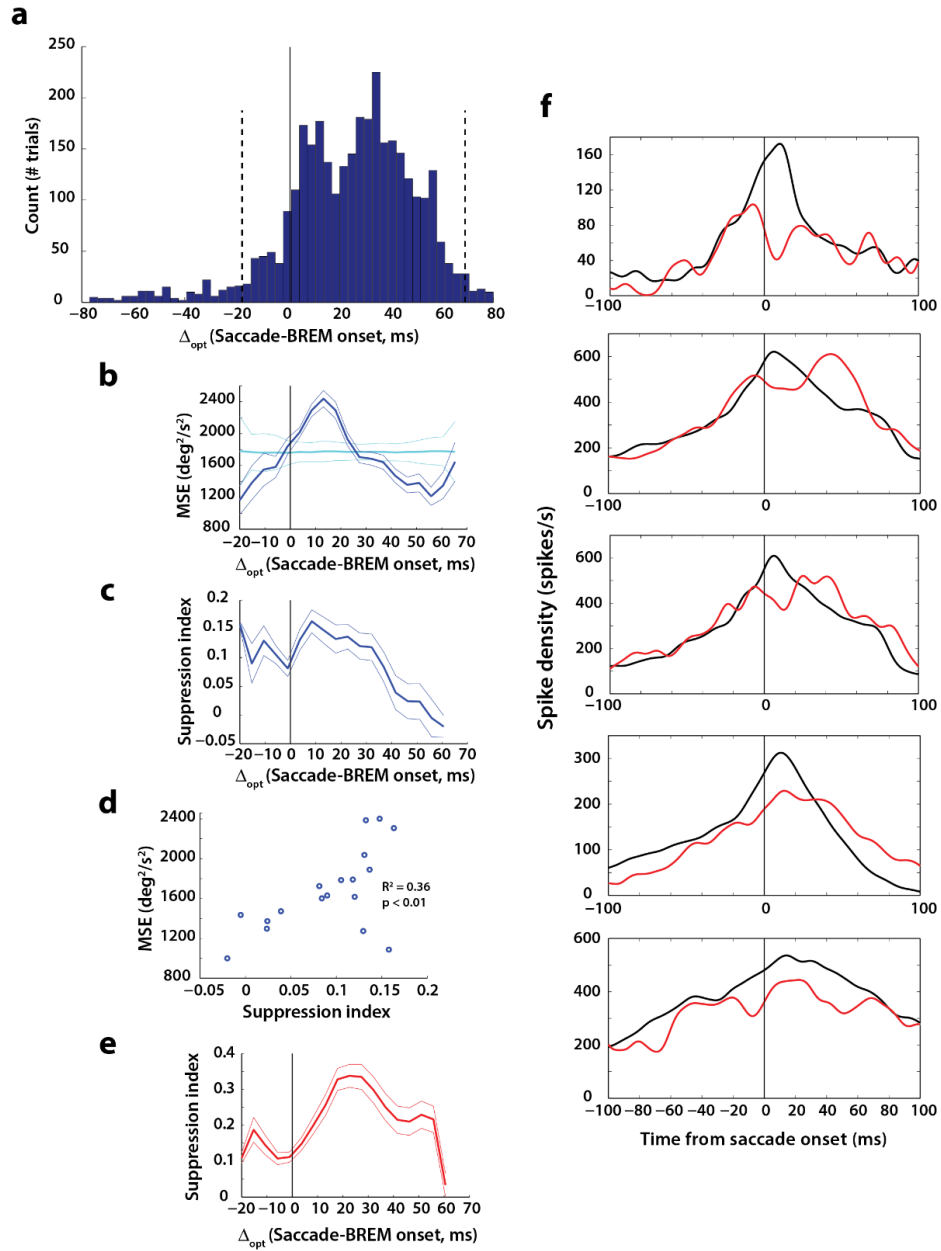 a
250
200
150
100
50
0
Count (# trials)
−80 −60 −40 −20 0 20 40 60 80
Δopt (Saccade-BREM onset, ms)
b
2400
2000
1600
1200
800
MSE (deg²/s²)
−20 −10 0 10 20 30 40 50 60 70
Δopt (Saccade-BREM onset, ms)
c
0.2
0.15
0.1
0.05
0
−0.05
Suppression index
−20 −10 0 10 20 30 40 50 60 70
Δopt (Saccade-BREM onset, ms)
d
2400
2000
1600
1200
800
MSE (deg²/s²)
R² = 0.36
p < 0.01
−0.05 0 0.05 0.1 0.15 0.2
Suppression index
e
0.4
0.3
0.2
0.1
0
Suppression index
−20 −10 0 10 20 30 40 50 60 70
Δopt (Saccade-BREM onset, ms)
f
160
120
80
40
0
−100 0 100
600
400
200
0
−100 0 100
600
400
200
0
−100 0 100
300
200
100
0
−100 0 100
600
400
200
0
−100 −80 −60 −40 −20 0 20 40 60 80 100
Spike density (spikes/s)
Time from saccade onset (ms)